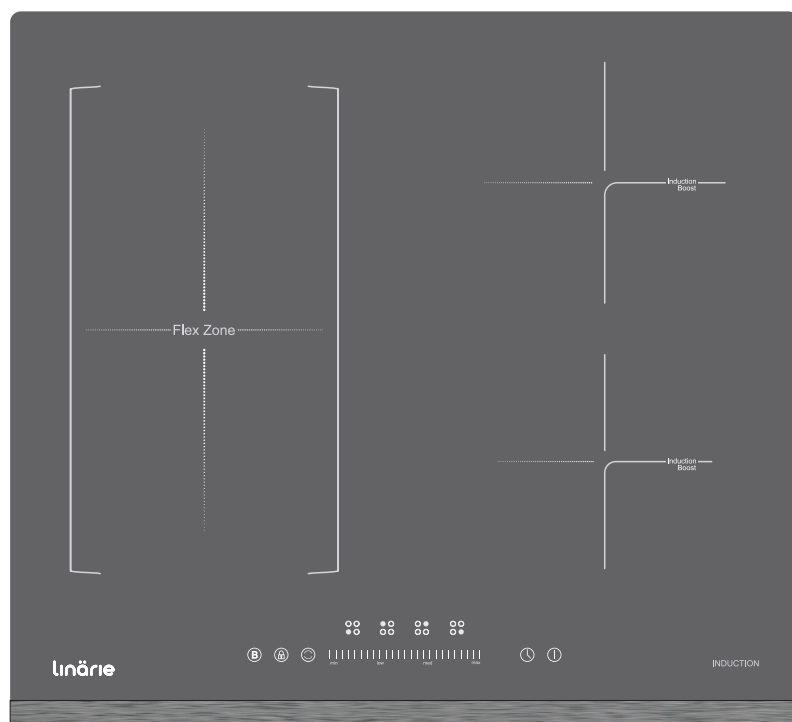 Induction
Boost
Flex Zone
Induction
Boost
B
min
low
med
max
linärie
INDUCTION